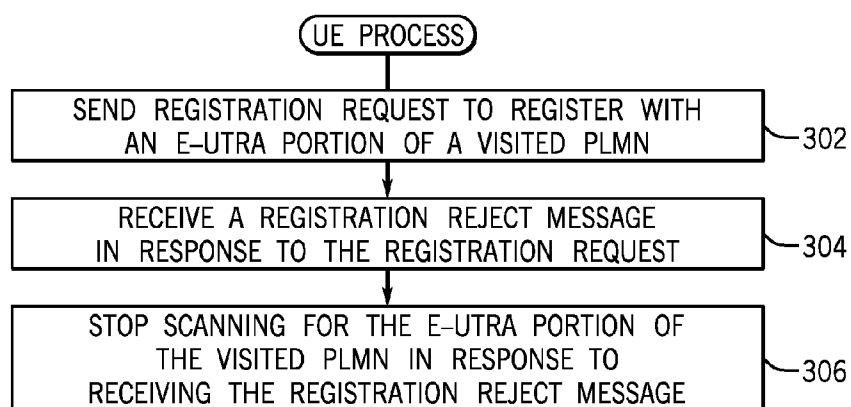 UE PROCESS
SEND REGISTRATION REQUEST TO REGISTER WITH
AN E–UTRA PORTION OF A VISITED PLMN
302
RECEIVE A REGISTRATION REJECT MESSAGE
IN RESPONSE TO THE REGISTRATION REQUEST
304
STOP SCANNING FOR THE E–UTRA PORTION OF
THE VISITED PLMN IN RESPONSE TO
RECEIVING THE REGISTRATION REJECT MESSAGE
306